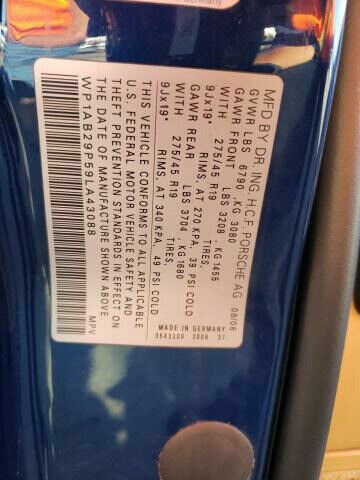 Germany
MFD BY DR. ING. H.C.F. PORSCHE AG 08/06
GVWR LBS 6790 , KG 3080
GAWR FRONT LBS 3208 , KG 1455
WITH 275/45 R19 TIRES,
9Jx19" RIMS, AT 270 KPA, 39 PSI COLD
GAWR REAR LBS 3704 , KG 1680
WITH 275/45 R19 TIRES,
9Jx19" RIMS, AT 340 KPA, 49 PSI COLD
THIS VEHICLE CONFORMS TO ALL APPLICABLE
U.S. FEDERAL MOTOR VEHICLE SAFETY AND
THEFT PREVENTION STANDARDS IN EFFECT ON
THE DATE OF MANUFACTURE SHOWN ABOVE.
WP1AB29P59LA43088 MPV
MADE IN GERMANY